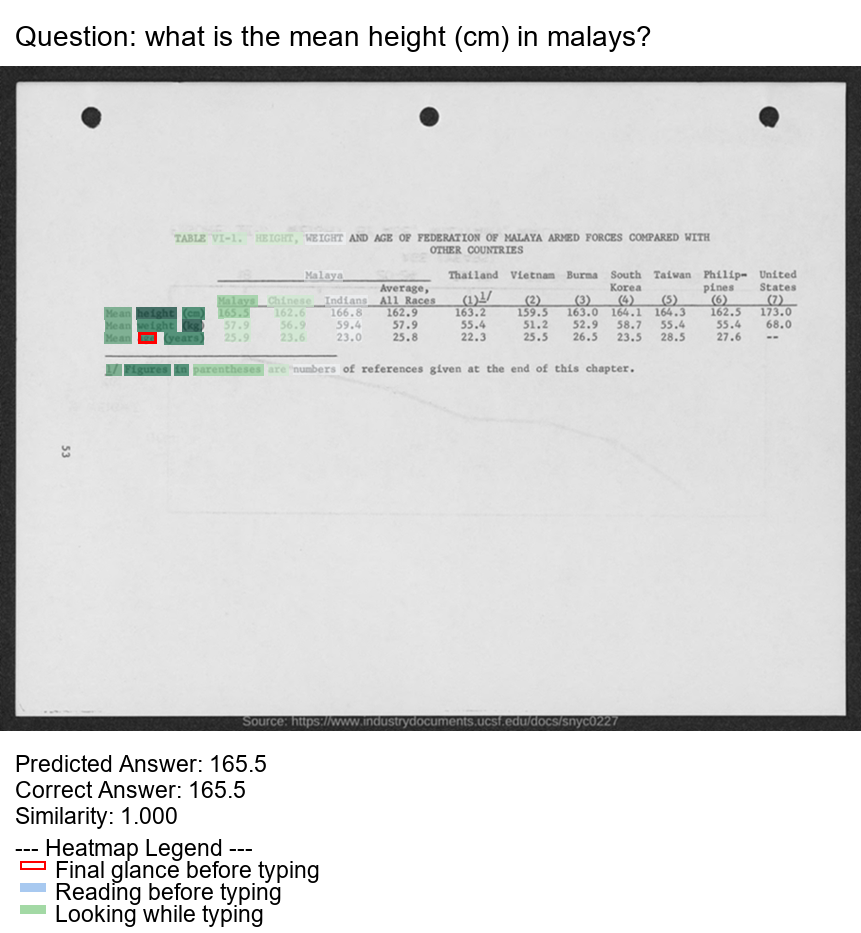 Question: what is the mean height (cm) in malays?
TABLE VI-1. HEIGHT, WEIGHT AND AGE OF FEDERATION OF MALAYA ARMED FORCES COMPARED WITH
OTHER COUNTRIES
Malaya Thailand Vietnam Burma South Taiwan Philip- United
Average, Korea pines States
Malays Chinese Indians All Races (1)1/ (2) (3) (4) (5) (6) (7)
Mean height (cm) 165.5 162.6 166.8 162.9 163.2 159.5 163.0 164.1 164.3 162.5 173.0
Mean weight (kg) 57.9 56.9 59.4 57.9 55.4 51.2 52.9 58.7 55.4 55.4 68.0
Mean (years) 25.9 23.6 23.0 25.8 22.3 25.5 26.5 23.5 28.5 27.6 --
1/ Figures in parentheses are numbers of references given at the end of this chapter.
53
Source: https://www.industrydocuments.ucsf.edu/docs/snyc0227
Predicted Answer: 165.5
Correct Answer: 165.5
Similarity: 1.000
--- Heatmap Legend ---
Final glance before typing
Reading before typing
Looking while typing